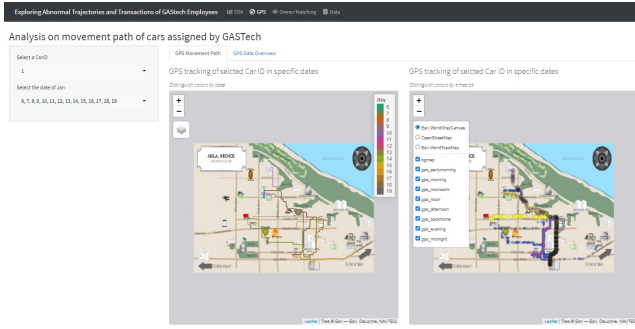 Exploring Abnormal Trajectories and Transactions of GAStech Employees EDA GPS Owner Matching Data
Analysis on movement path of cars assigned by GASTech
Select a CarID
1
Select the date of Jan
6, 7, 8, 9, 10, 11, 12, 13, 14, 15, 16, 17, 18, 19
GPS Movement Path GPS Data Overview
GPS tracking of selcted Car ID in specific dates
Distinguish colors by date
+
−
day
6
7
8
9
10
11
12
13
14
15
16
17
18
19
ABILA, KRONOS
Leaflet | Tiles © Esri — Esri, DeLorme, NAVTEQ
GPS tracking of selcted Car ID in specific dates
Distinguish colors by timeslot
+
−
Esri.WorldGrayCanvas
OpenStreetMap
Esri.WorldTopoMap
bgmap
gps_earlymorning
gps_morning
gps_mornwork
gps_noon
gps_afternoon
gps_backhome
gps_evening
gps_midnight
Leaflet | Tiles © Esri — Esri, DeLorme, NAVTEQ